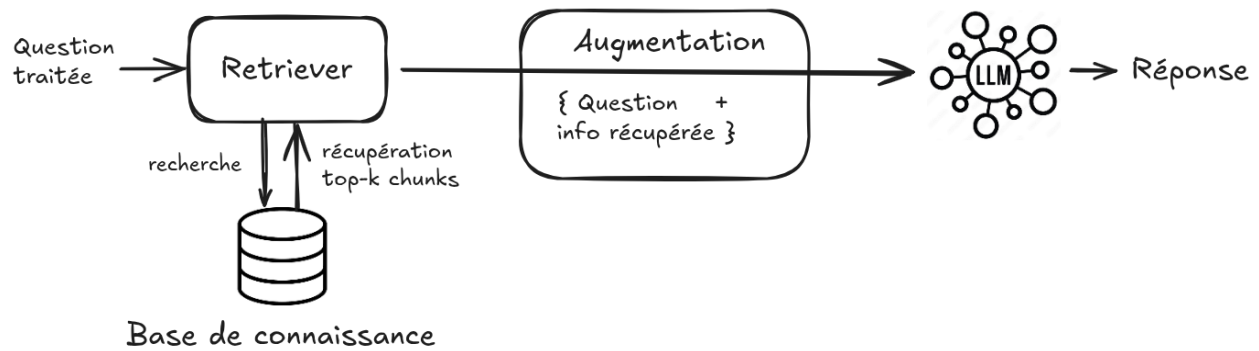 Question
traitée
Retriever
recherche
récupération
top-k chunks
Base de connaissance
Augmentation
{ Question +
info récupérée }
LLM
Réponse